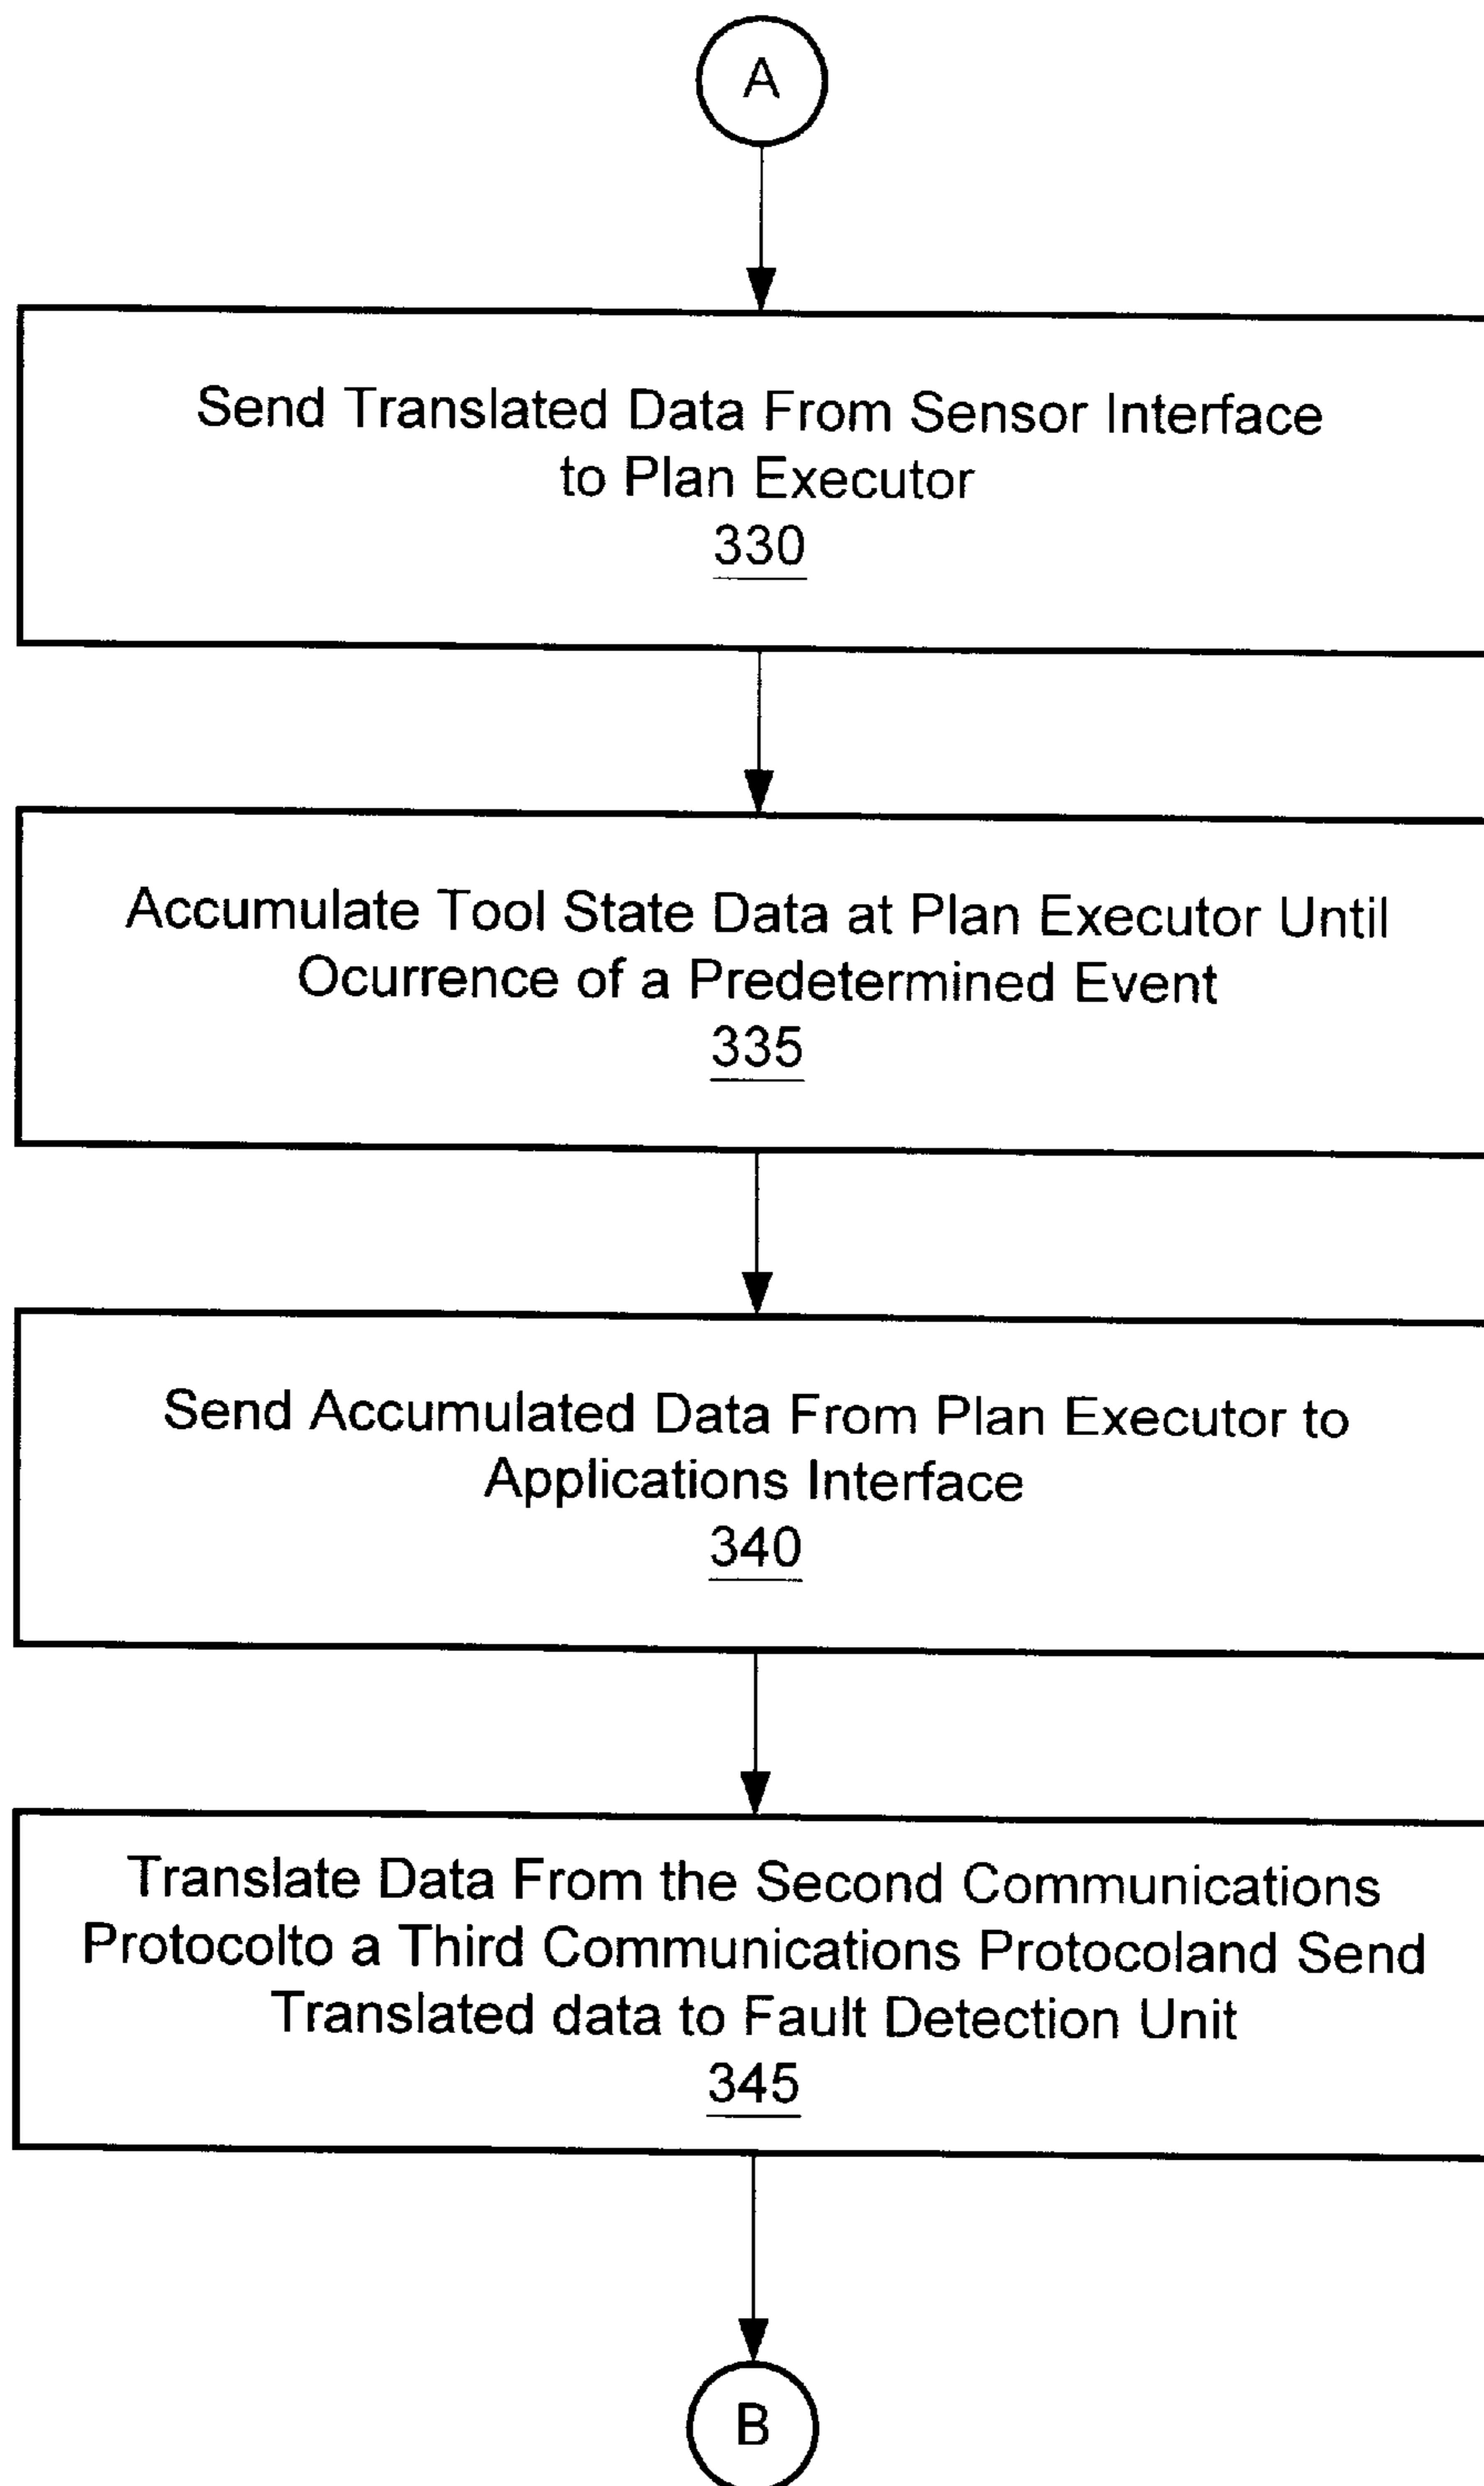 A
Send Translated Data From Sensor Interface
to Plan Executor
330
Accumulate Tool State Data at Plan Executor Until
Ocurrence of a Predetermined Event
335
Send Accumulated Data From Plan Executor to
Applications Interface
340
Translate Data From the Second Communications
Protocolto a Third Communications Protocoland Send
Translated data to Fault Detection Unit
345
B